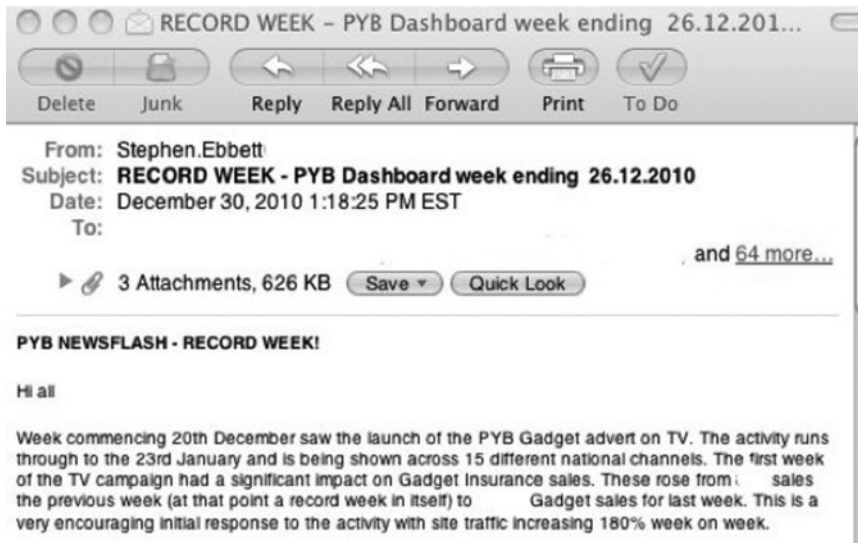 RECORD WEEK – PYB Dashboard week ending 26.12.201...
Delete Junk Reply Reply All Forward Print To Do
From: Stephen.Ebbett
Subject: RECORD WEEK - PYB Dashboard week ending 26.12.2010
Date: December 30, 2010 1:18:25 PM EST
To:
and 64 more...
3 Attachments, 626 KB Save Quick Look
PYB NEWSFLASH - RECORD WEEK!
Hi all
Week commencing 20th December saw the launch of the PYB Gadget advert on TV. The activity runs
through to the 23rd January and is being shown across 15 different national channels. The first week
of the TV campaign had a significant impact on Gadget Insurance sales. These rose from sales
the previous week (at that point a record week in itself) to Gadget sales for last week. This is a
very encouraging initial response to the activity with site traffic increasing 180% week on week.